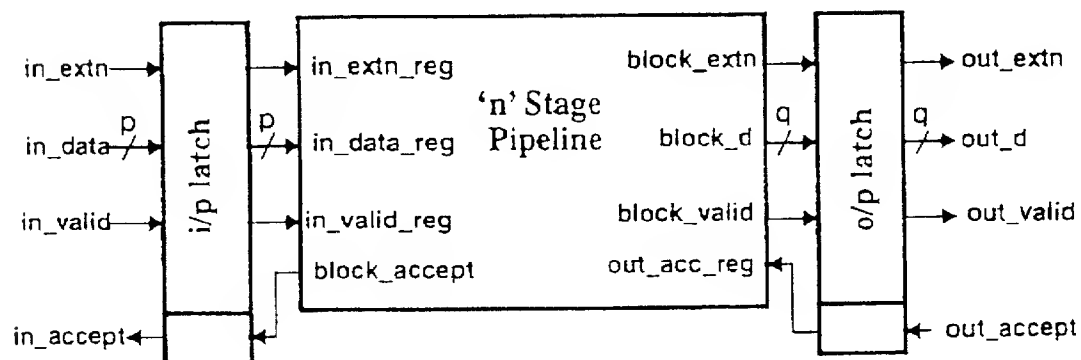 in_extn
in_extn_reg
block_extn
out_extn
'n' Stage
Pipeline
p
p
q
q
in_data
in_data_reg
block_d
out_d
i/p latch
o/p latch
in_valid
in_valid_reg
block_valid
out_valid
block_accept
out_acc_reg
in_accept
out_accept